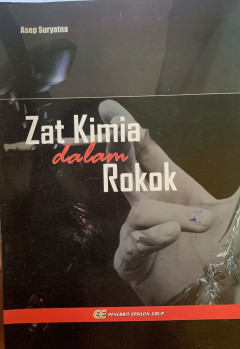 Asep Suryatna
Zat Kimia
dalam
Rokok
PENERBIT EPSILON GRUP